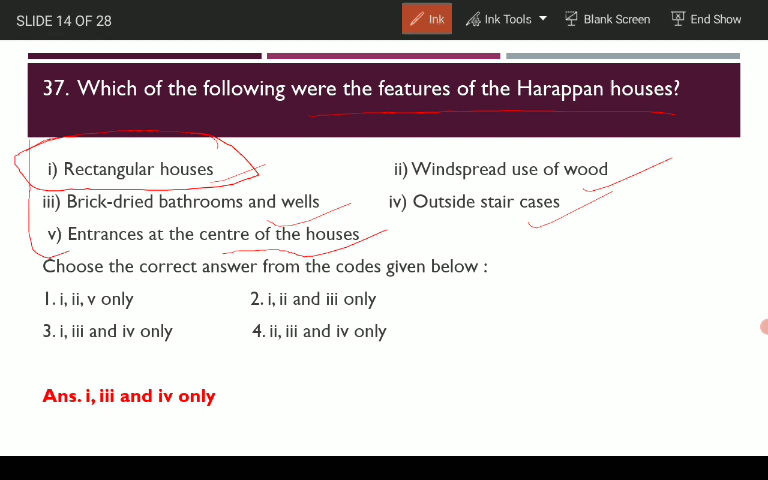 SLIDE 14 OF 28 Ink Ink Tools Blank Screen End Show
37. Which of the following were the features of the Harappan houses?
i) Rectangular houses ii) Windspread use of wood
iii) Brick-dried bathrooms and wells iv) Outside stair cases
v) Entrances at the centre of the houses
Choose the correct answer from the codes given below :
1. i, ii, v only 2. i, ii and iii only
3. i, iii and iv only 4. ii, iii and iv only
Ans. i, iii and iv only